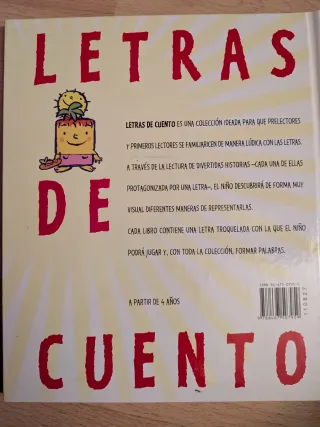 LETRAS
LETRAS DE CUENTO ES UNA COLECCIÓN IDEADA PARA QUE PRELECTORES
Y PRIMEROS LECTORES SE FAMILIARICEN DE MANERA LÚDICA CON LAS LETRAS.
A TRAVÉS DE LA LECTURA DE DIVERTIDAS HISTORIAS —CADA UNA DE ELLAS
PROTAGONIZADA POR UNA LETRA—, EL NIÑO DESCUBRIRÁ DE FORMA MUY
VISUAL DIFERENTES MANERAS DE REPRESENTARLAS.
CADA LIBRO CONTIENE UNA LETRA TROQUELADA CON LA QUE EL NIÑO
PODRÁ JUGAR Y, CON TODA LA COLECCIÓN, FORMAR PALABRAS.
DE
A PARTIR DE 4 AÑOS
CUENTO